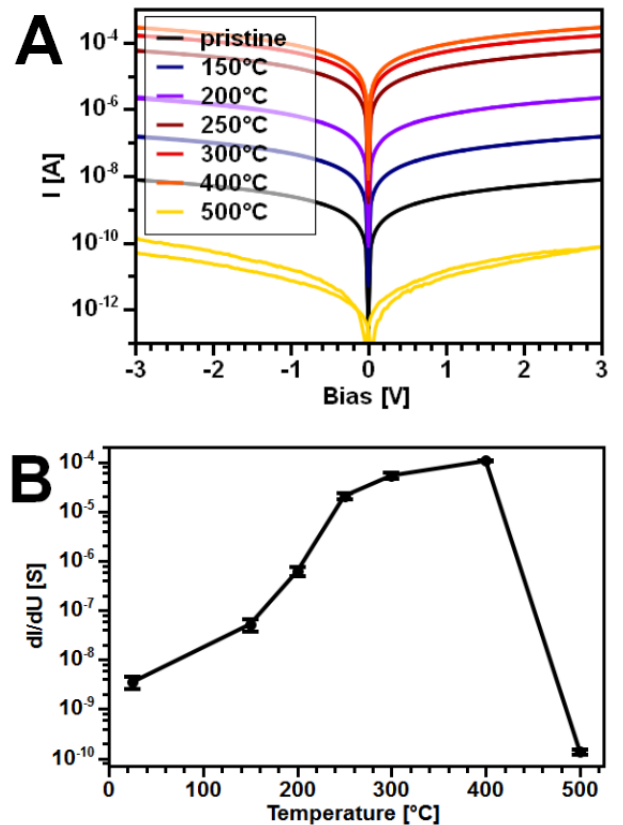 A
I [A]
10⁻⁴
10⁻⁶
10⁻⁸
10⁻¹⁰
10⁻¹²
pristine
150°C
200°C
250°C
300°C
400°C
500°C
-3 -2 -1 0 1 2 3
Bias [V]
B
dI/dU [S]
10⁻⁴
10⁻⁵
10⁻⁶
10⁻⁷
10⁻⁸
10⁻⁹
10⁻¹⁰
0 100 200 300 400 500
Temperature [°C]